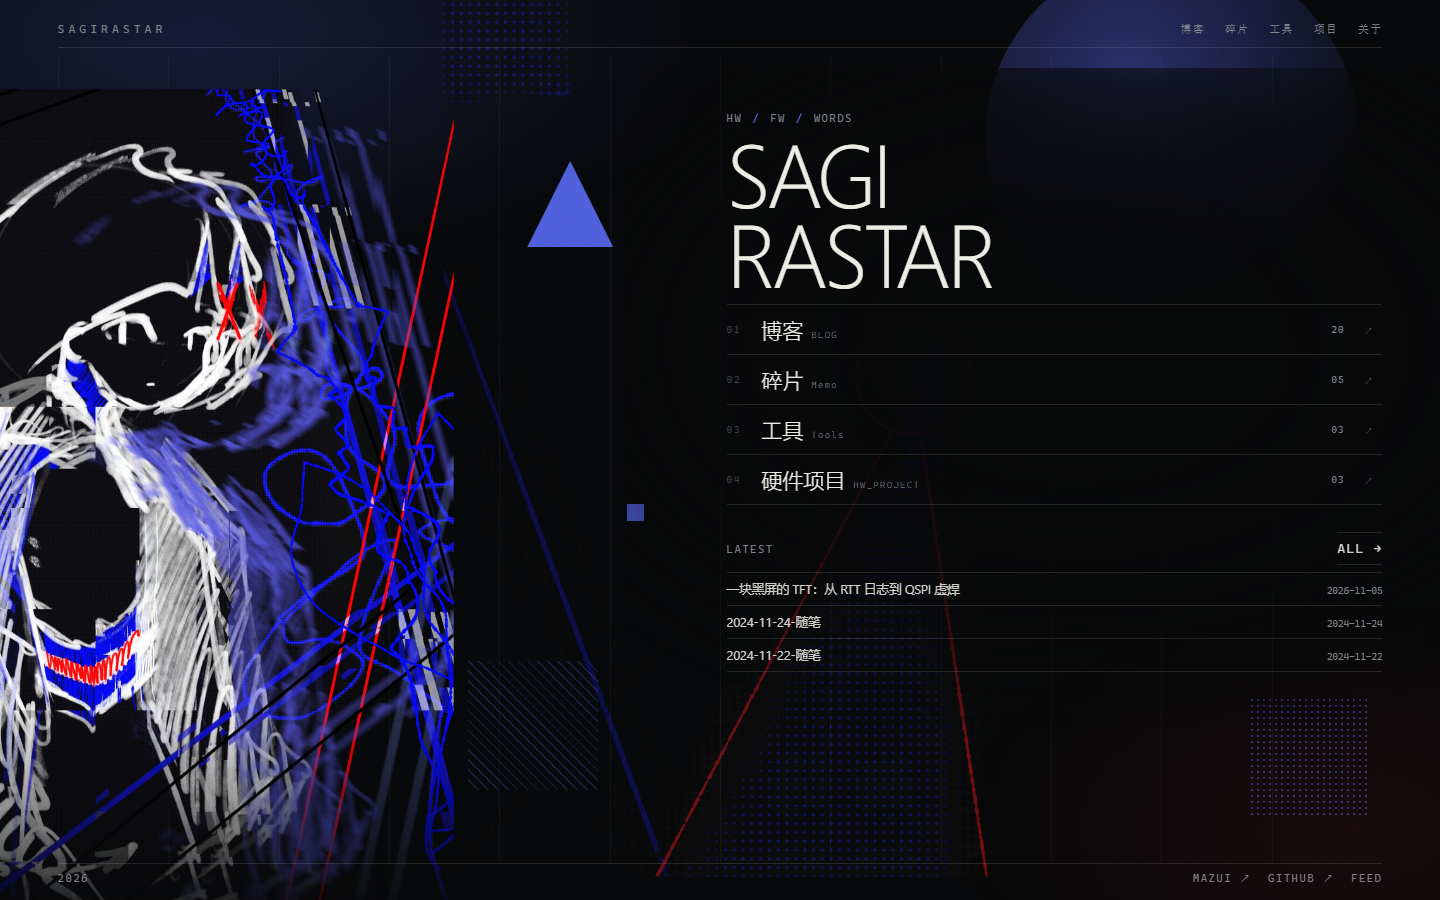 SAGIRASTAR
博客 碎片 工具 项目 关于
HW / FW / WORDS
SAGI
RASTAR
01 博客 BLOG 20 ↗
02 碎片 Memo 05 ↗
03 工具 Tools 03 ↗
04 硬件项目 HW_PROJECT 03 ↗
LATEST ALL →
一块黑屏的 TFT：从 RTT 日志到 QSPI 虚焊 2026-11-05
2024-11-24-随笔 2024-11-24
2024-11-22-随笔 2024-11-22
2026 MAZUI ↗ GITHUB ↗ FEED